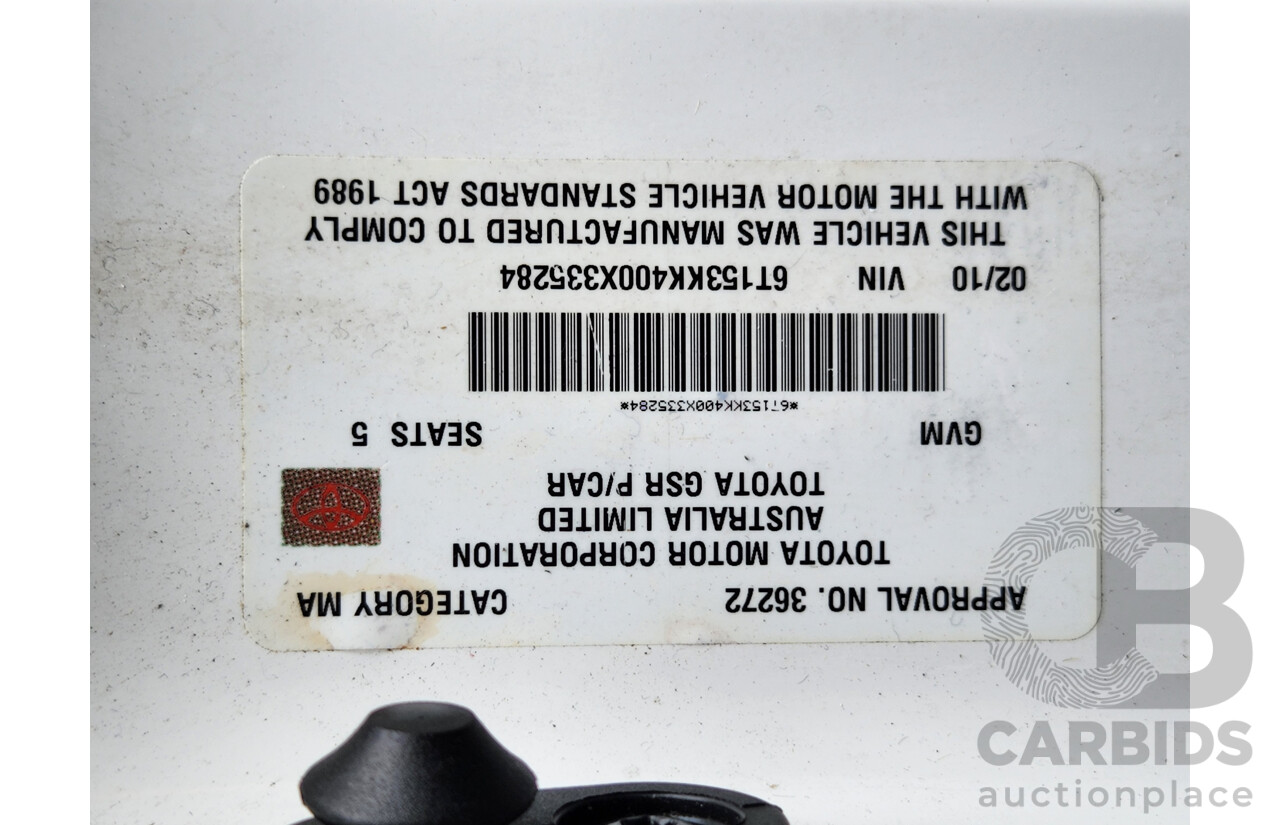 APPROVAL NO. 36272 CATEGORY MA
TOYOTA MOTOR CORPORATION
AUSTRALIA LIMITED
TOYOTA GSR P/CAR
GVM SEATS 5
*6T153KK400X335284*
02/10 VIN 6T153KK400X335284
THIS VEHICLE WAS MANUFACTURED TO COMPLY
WITH THE MOTOR VEHICLE STANDARDS ACT 1989
CB
CARBIDS
auctionplace